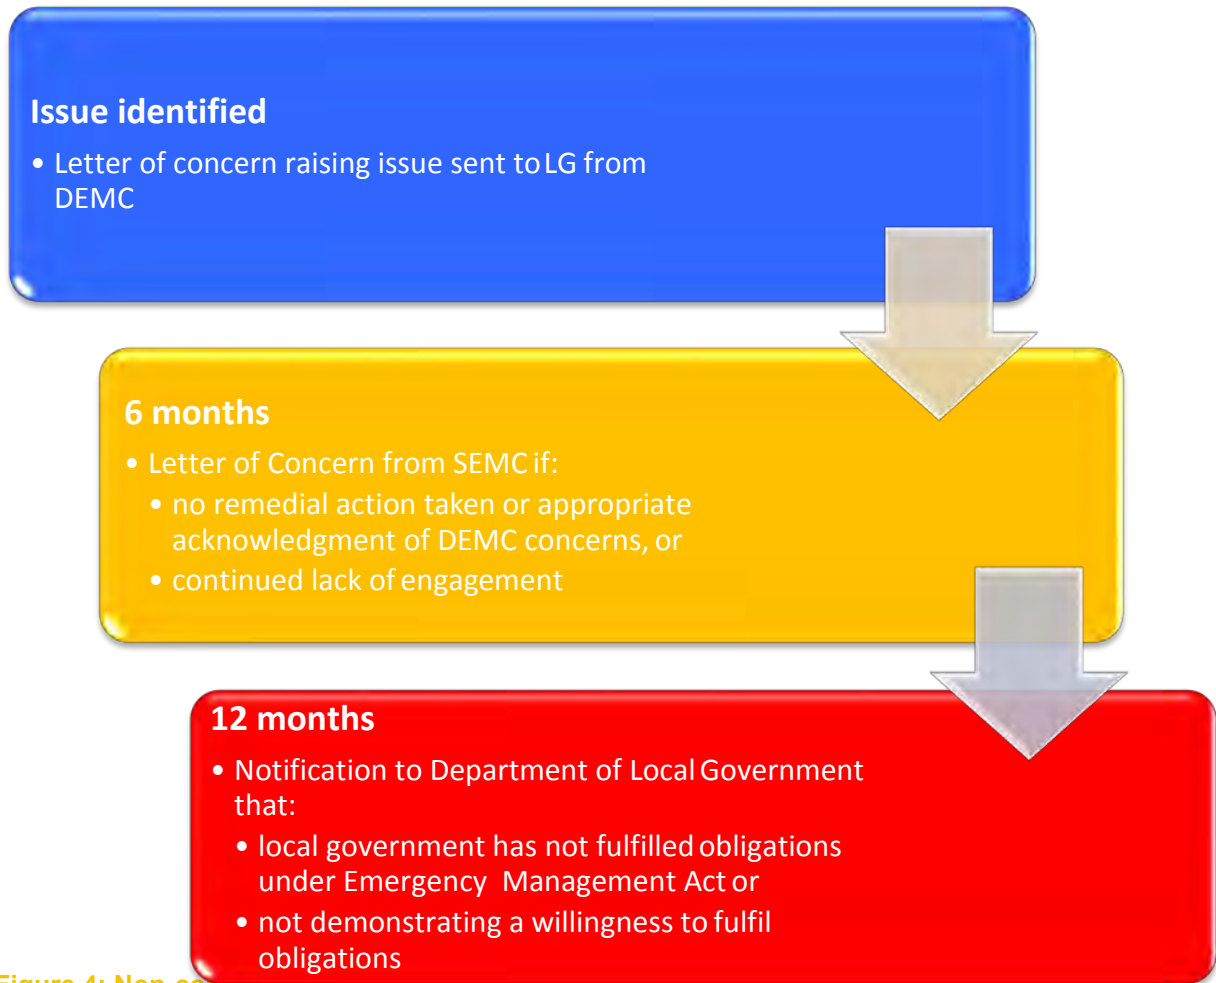 Issue identified
• Letter of concern raising issue sent to LG from
DEMC
6 months
• Letter of Concern from SEMC if:
• no remedial action taken or appropriate
acknowledgment of DEMC concerns, or
• continued lack of engagement
12 months
• Notification to Department of Local Government
that:
• local government has not fulfilled obligations
under Emergency Management Act or
• not demonstrating a willingness to fulfil
obligations
Figure 4: Non